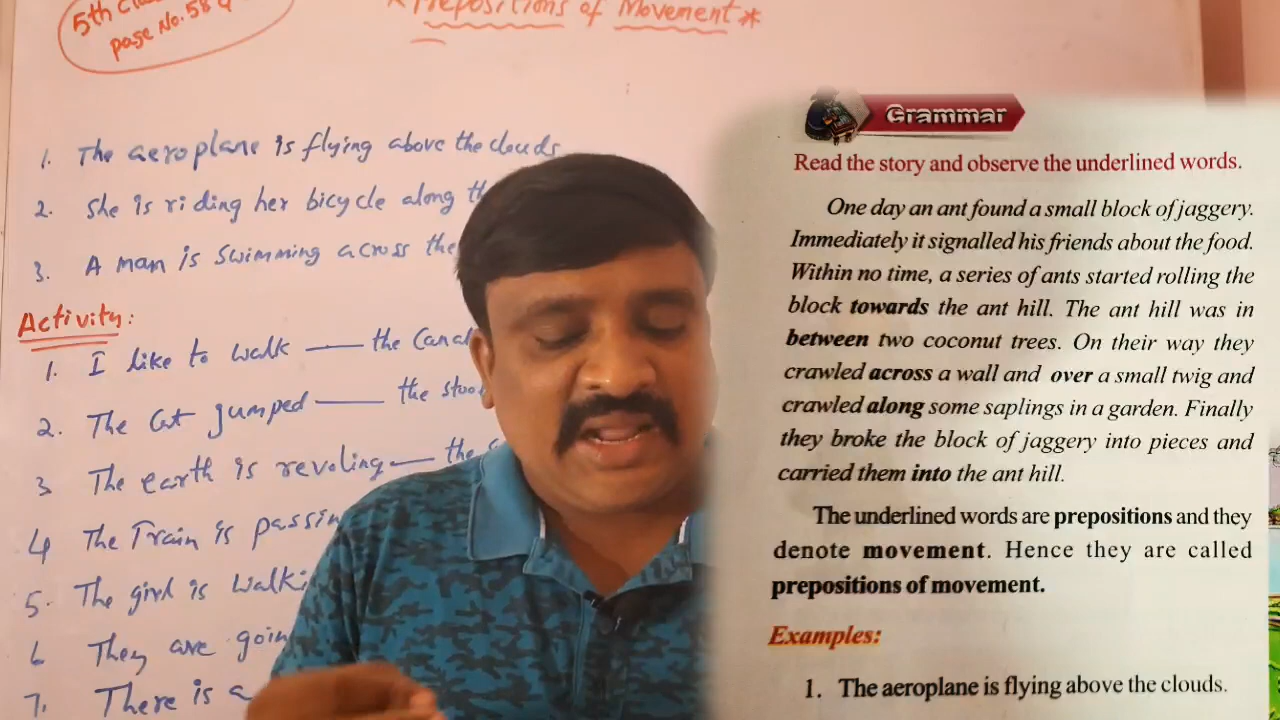 5th
page No. 58
*Prepositions of Movement*
1. The aeroplane is flying above the clouds
2. She is riding her bicycle along
3. A man is swimming across the
Activity:
1. I like to walk ___ the Canal
2. The Cat jumped ___ the stool
3 The earth is revoling ___ the
4 The Train is passin
5. The girl is walki
6 They are goin
7. There is a
Grammar
Read the story and observe the underlined words.
One day an ant found a small block of jaggery.
Immediately it signalled his friends about the food.
Within no time, a series of ants started rolling the
block towards the ant hill. The ant hill was in
between two coconut trees. On their way they
crawled across a wall and over a small twig and
crawled along some saplings in a garden. Finally
they broke the block of jaggery into pieces and
carried them into the ant hill.
The underlined words are prepositions and they
denote movement. Hence they are called
prepositions of movement.
Examples:
1. The aeroplane is flying above the clouds.